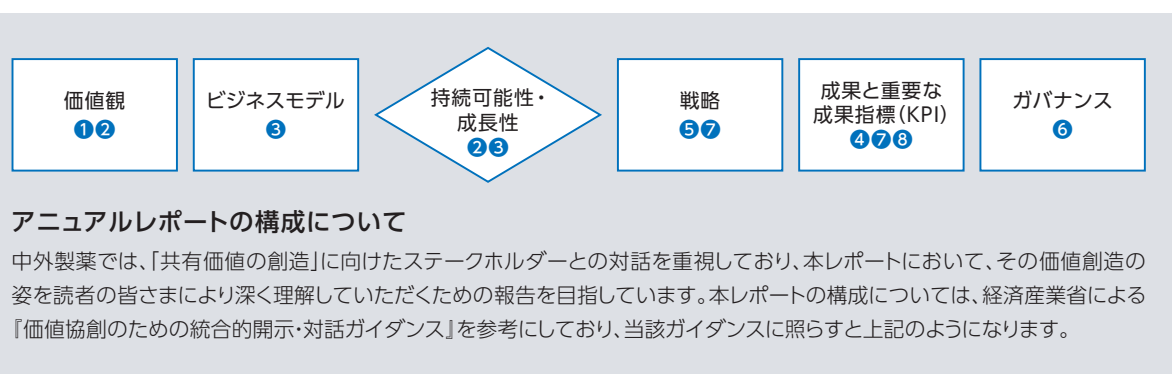 価値観
❶❷
ビジネスモデル
❸
持続可能性・
成長性
❷❸
戦略
❺❼
成果と重要な
成果指標(KPI)
❹❼❽
ガバナンス
❻
アニュアルレポートの構成について
中外製薬では、「共有価値の創造」に向けたステークホルダーとの対話を重視しており、本レポートにおいて、その価値創造の
姿を読者の皆さまにより深く理解していただくための報告を目指しています。本レポートの構成については、経済産業省による
『価値協創のための統合的開示・対話ガイダンス』を参考にしており、当該ガイダンスに照らすと上記のようになります。